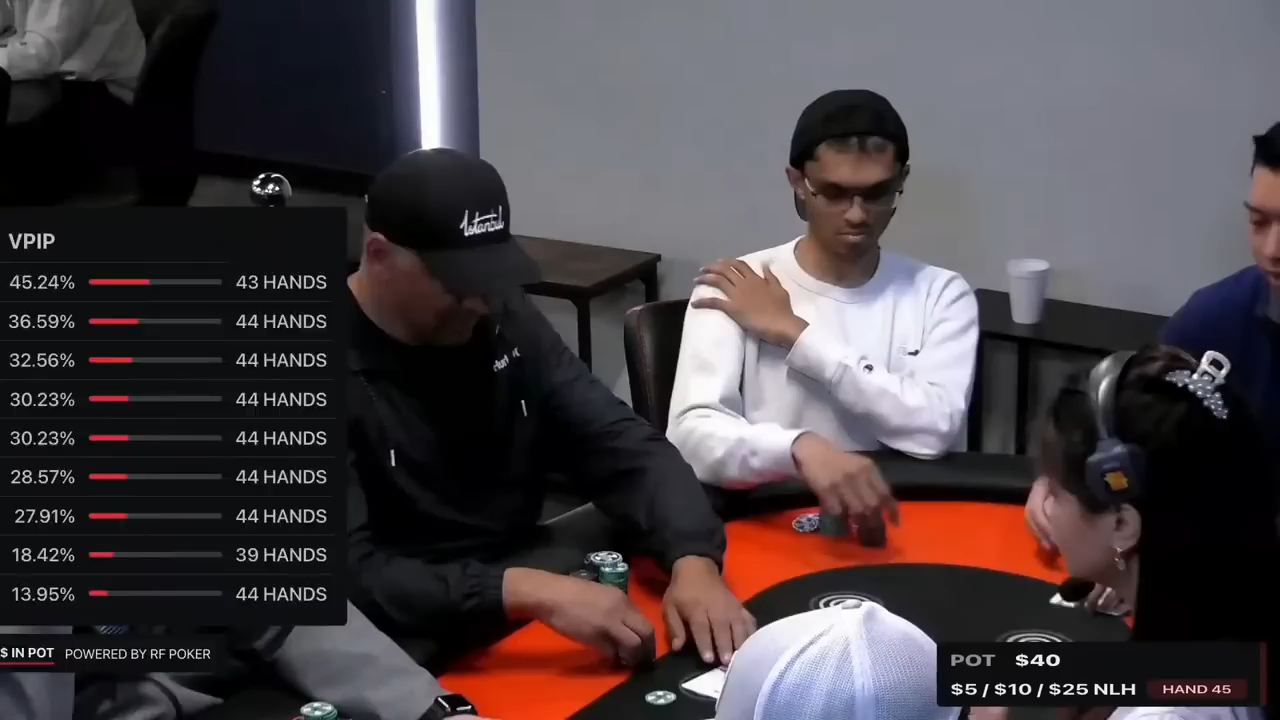 Istanbul
VPIP
45.24% 43 HANDS
36.59% 44 HANDS
32.56% 44 HANDS
30.23% 44 HANDS
30.23% 44 HANDS
28.57% 44 HANDS
27.91% 44 HANDS
18.42% 39 HANDS
13.95% 44 HANDS
$ IN POT POWERED BY RF POKER
POT $40
$5 / $10 / $25 NLH HAND 45